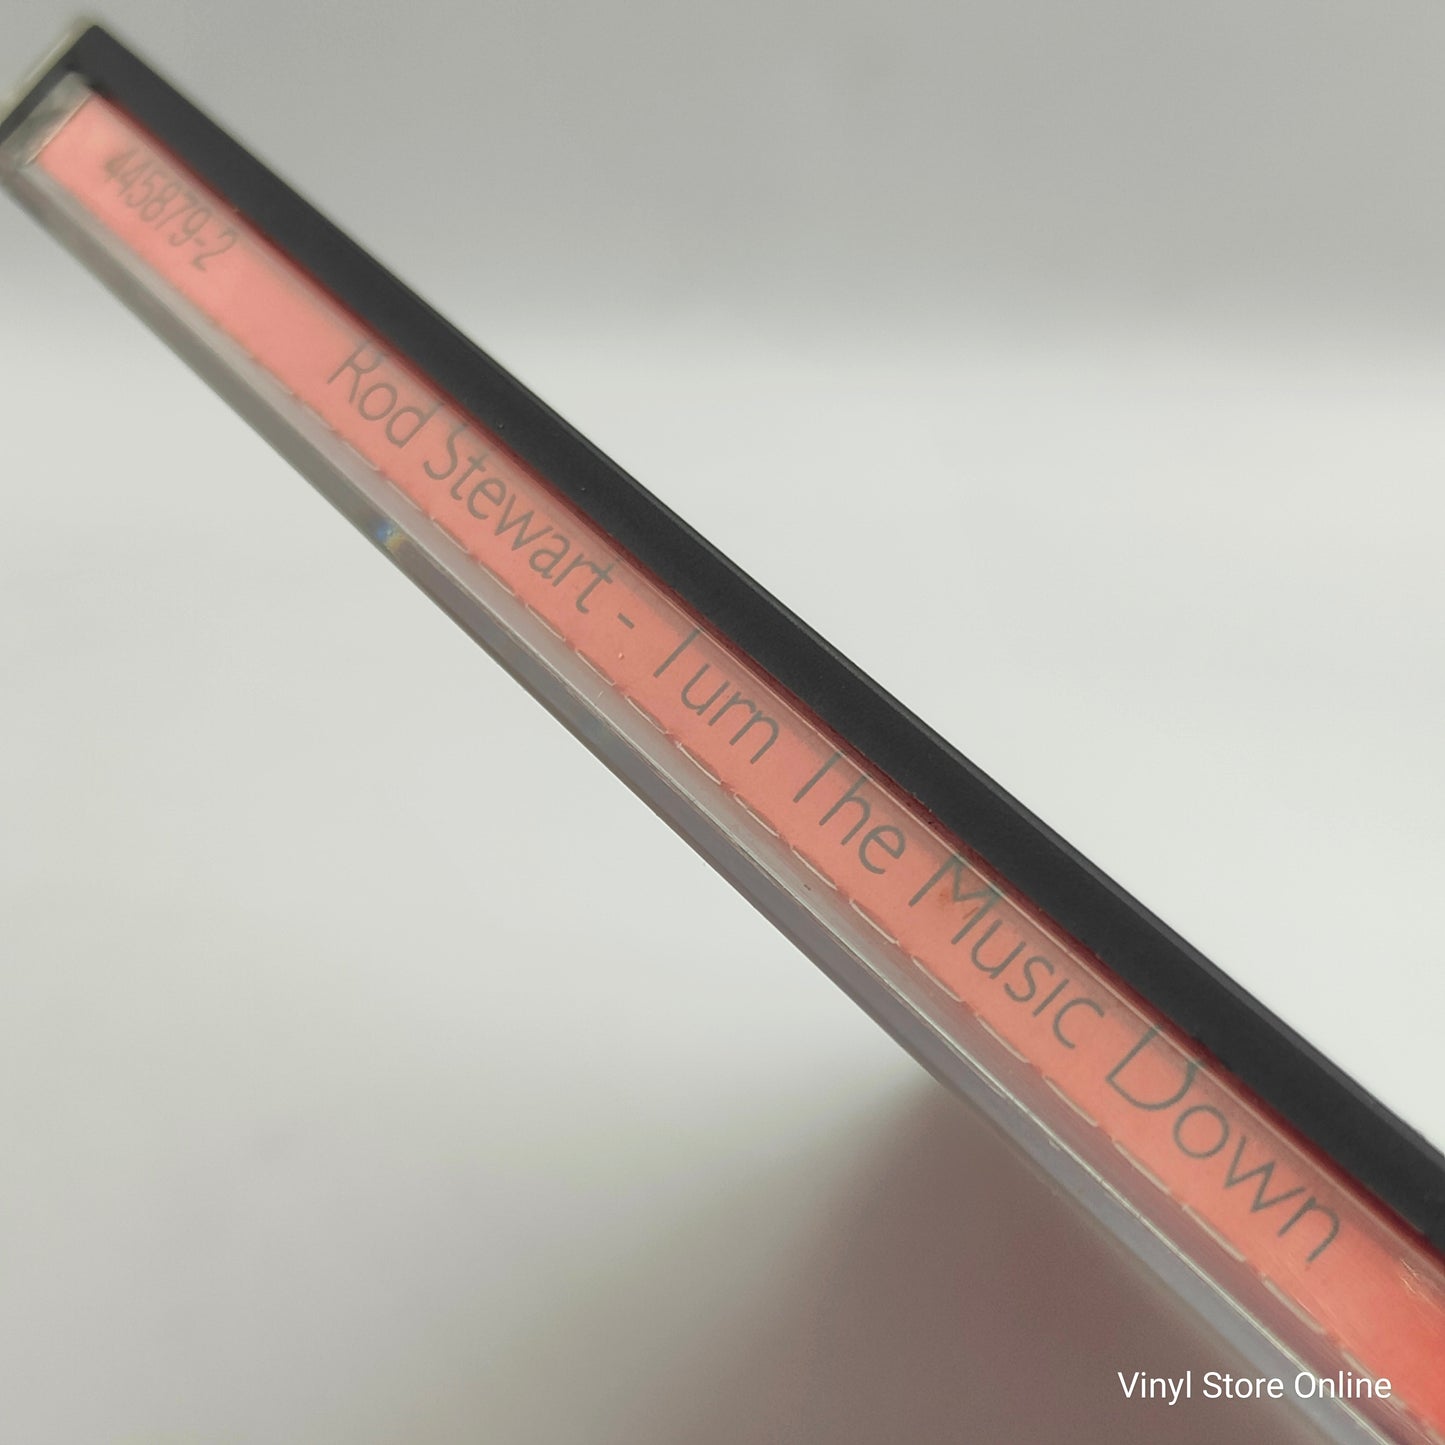 445879-2
Rod Stewart - Turn The Music Down
Vinyl Store Online